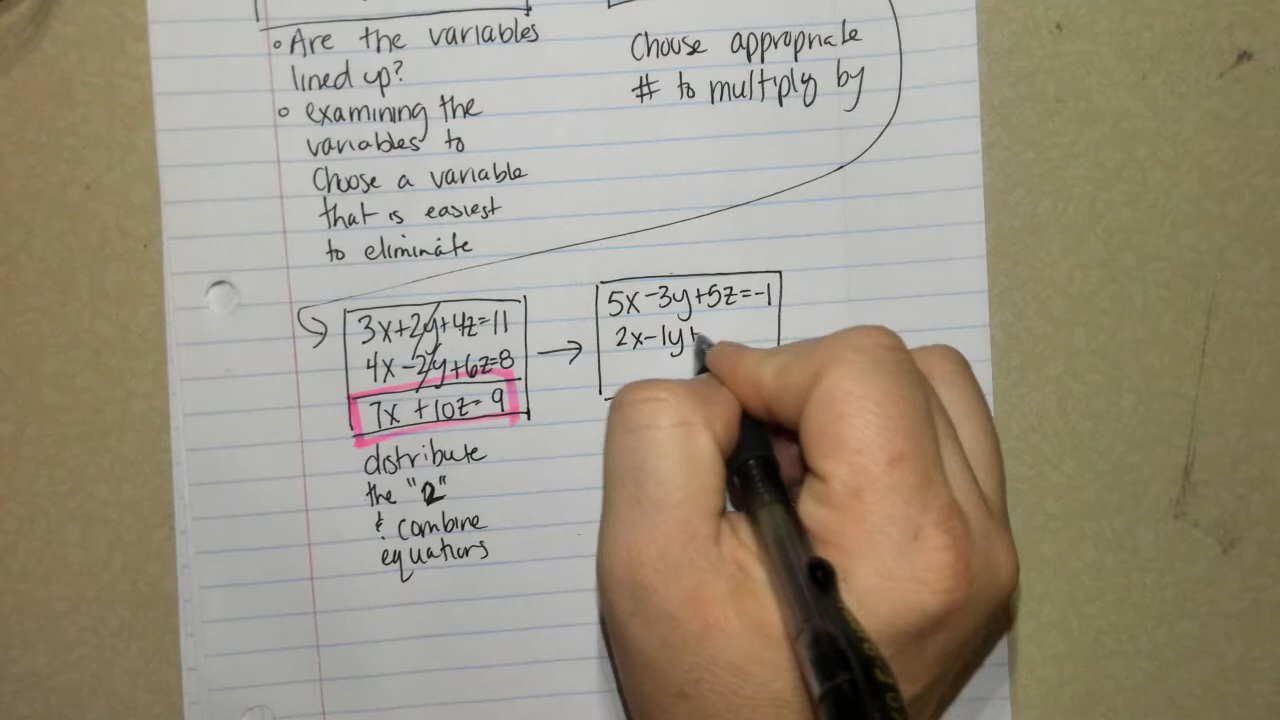 ◦ Are the variables
lined up?
◦ examining the
variables to
Choose a variable
that is easiest
to eliminate
Choose appropriate
# to multiply by
3x+2y+4z=11
4x-2y+6z=8
7x +10z= 9
distribute
the "2"
& combine
equations
→
5x-3y+5z=-1
2x-1y+